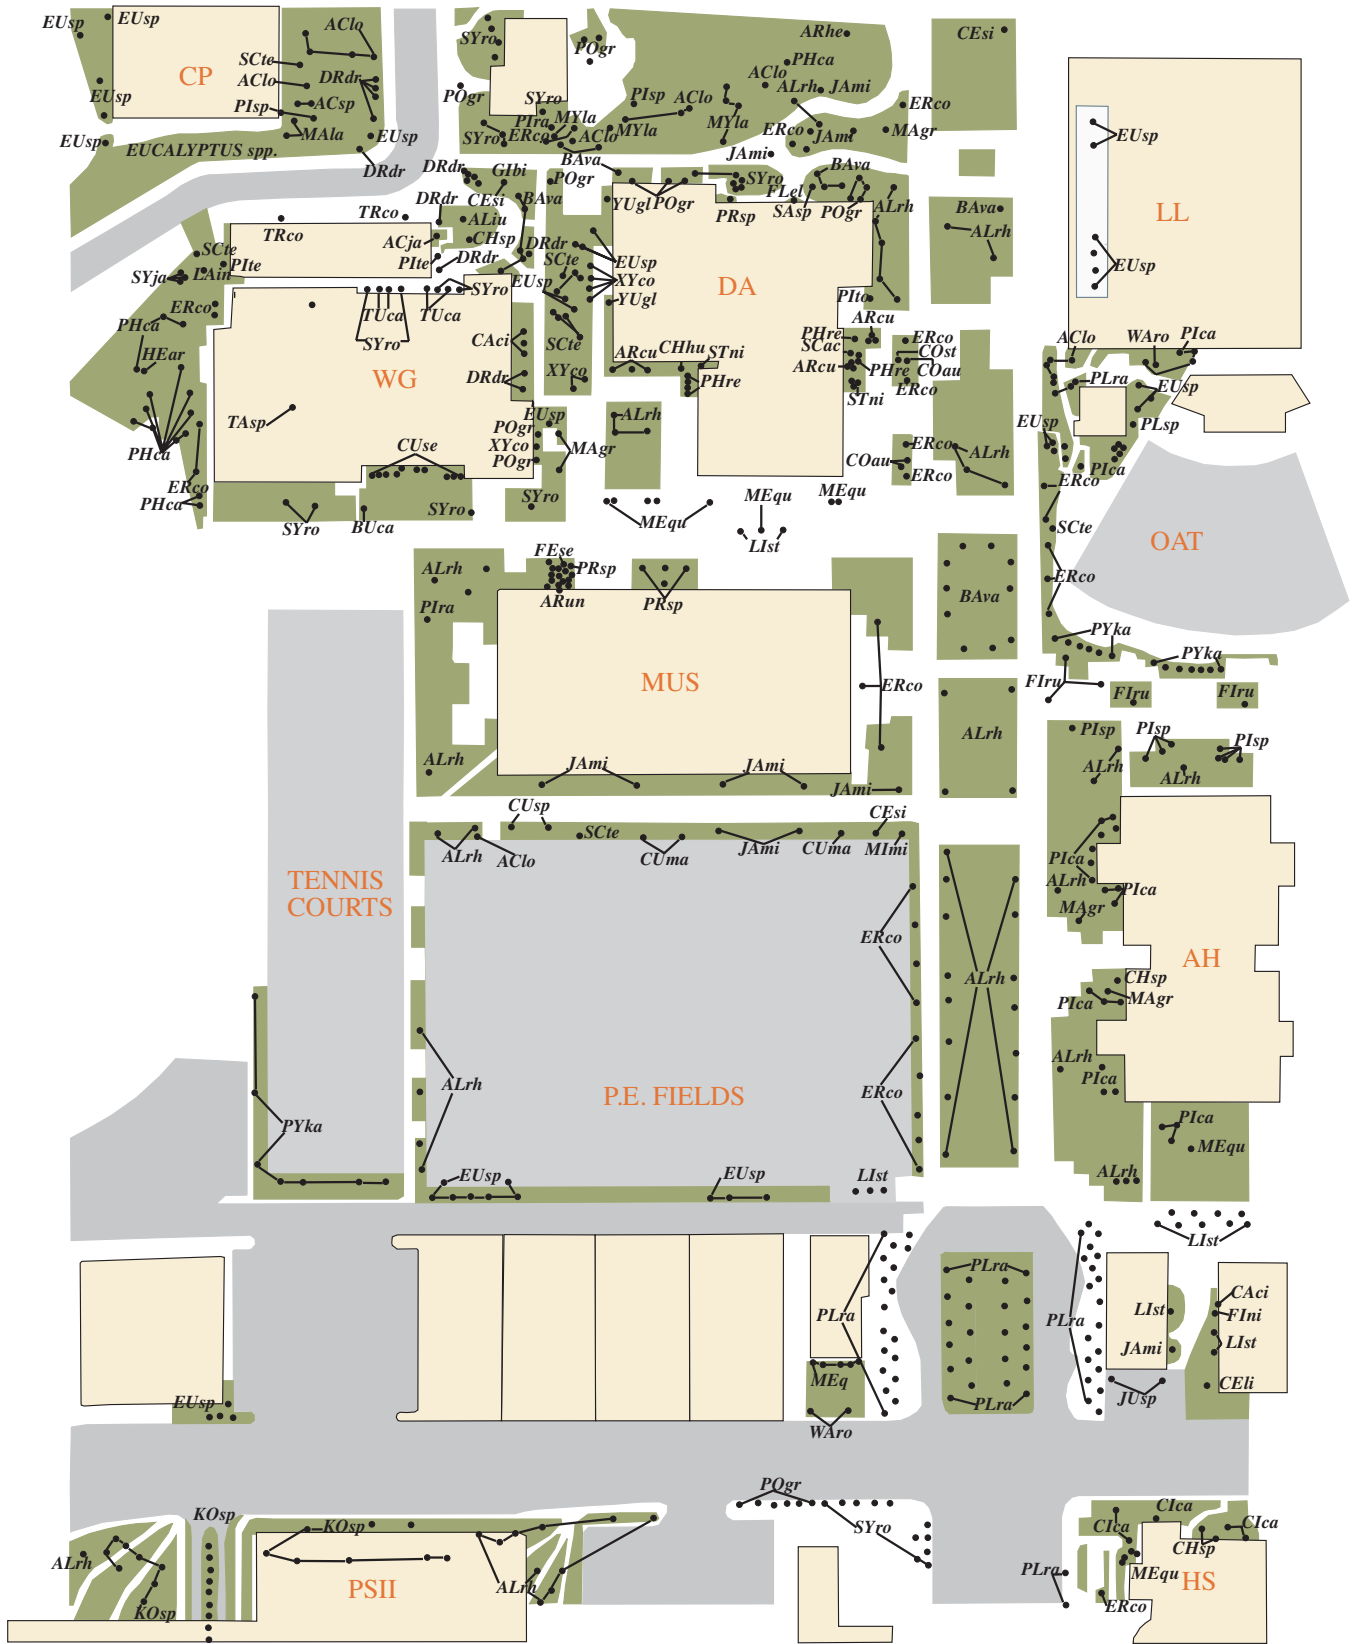 EUsp
EUsp
AClo
SCte
CP
AClo
DRdr
EUsp
PIsp
ACsp
MAla
EUsp
EUsp
EUCALYPTUS spp.
DRdr
SYro
POgr
ARhe
CEsi
PHca
AClo
ALrh
JAmi
POgr
SYro
PIsp
AClo
ERco
PIra
MYla
SYro
ERco
AClo
MYla
MYla
ERco
JAmi
MAgr
JAmi
BAva
DRdr
GIbi
POgr
SYro
BAva
CEsi
BAva
YUgl
POgr
PRsp
FLel
SAsp
POgr
ALrh
BAva
ALrh
DRdr
TRco
TRco
ALiu
ACja
CHsp
PIte
DRdr
DRdr
SCte
PIte
LAin
SYja
SCte
EUsp
EUsp
XYco
YUgl
DA
SYro
ERco
TUca
TUca
SYro
PHca
HEar
CAci
SCte
WG
DRdr
XYco
ARcu
CHhu
STni
PHre
PIto
ARcu
PHre
SCac
ARcu
PHre
STni
ERco
COst
COau
ERco
LL
EUsp
EUsp
AClo
WAro
PIca
PLra
EUsp
PLsp
EUsp
PIca
TAsp
PHca
CUse
EUsp
POgr
XYco
POgr
MAgr
ALrh
ERco
COau
ERco
ALrh
ERco
PHca
SYro
BUca
SYro
SYro
MEqu
MEqu
MEqu
LIst
ERco
SCte
OAT
ERco
ALrh
FEse
PRsp
ARun
PRsp
PIra
BAva
PYka
PYka
MUS
ERco
FIru
FIru
FIru
ALrh
ALrh
JAmi
JAmi
JAmi
PIsp
PIsp
PIsp
ALrh
ALrh
CUsp
CEsi
SCte
ALrh
AClo
CUma
JAmi
CUma
MImi
TENNIS
COURTS
PIca
ALrh
PIca
MAgr
ERco
ALrh
AH
CHsp
PIca
MAgr
ALrh
PIca
ALrh
P.E. FIELDS
ERco
PYka
PIca
MEqu
EUsp
EUsp
LIst
ALrh
LIst
PLra
CAci
FIni
LIst
PLra
PLra
LIst
JAmi
MEq
CEli
PLra
JUsp
EUsp
WAro
POgr
SYro
KOsp
KOsp
CIca
CIca
CIca
CHsp
ALrh
PLra
MEqu
PSII
ALrh
HS
KOsp
ERco